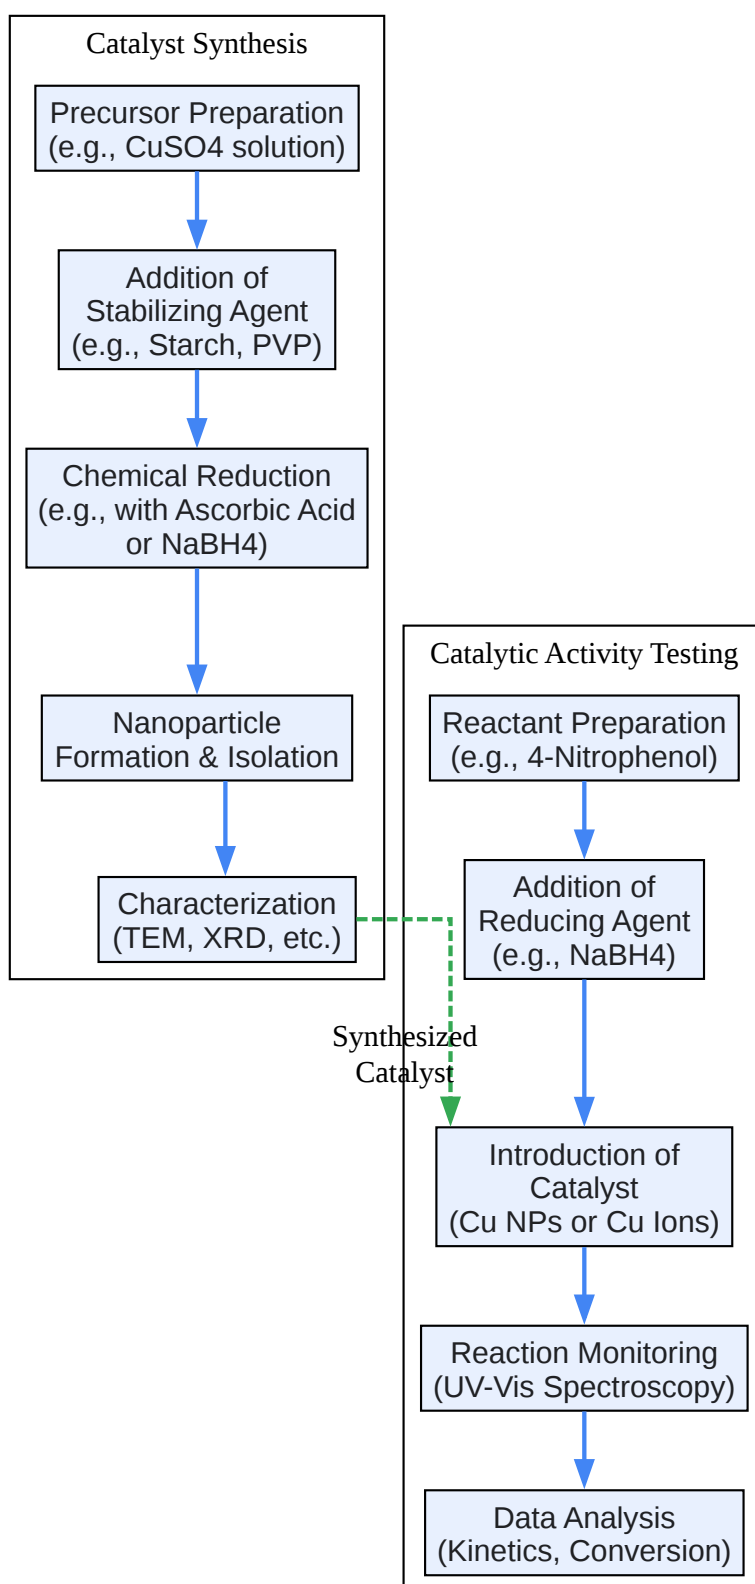 Catalyst Synthesis
Precursor Preparation
(e.g., CuSO4 solution)
Addition of
Stabilizing Agent
(e.g., Starch, PVP)
Chemical Reduction
(e.g., with Ascorbic Acid
or NaBH4)
Nanoparticle
Formation & Isolation
Characterization
(TEM, XRD, etc.)
Synthesized
Catalyst
Catalytic Activity Testing
Reactant Preparation
(e.g., 4-Nitrophenol)
Addition of
Reducing Agent
(e.g., NaBH4)
Introduction of
Catalyst
(Cu NPs or Cu Ions)
Reaction Monitoring
(UV-Vis Spectroscopy)
Data Analysis
(Kinetics, Conversion)